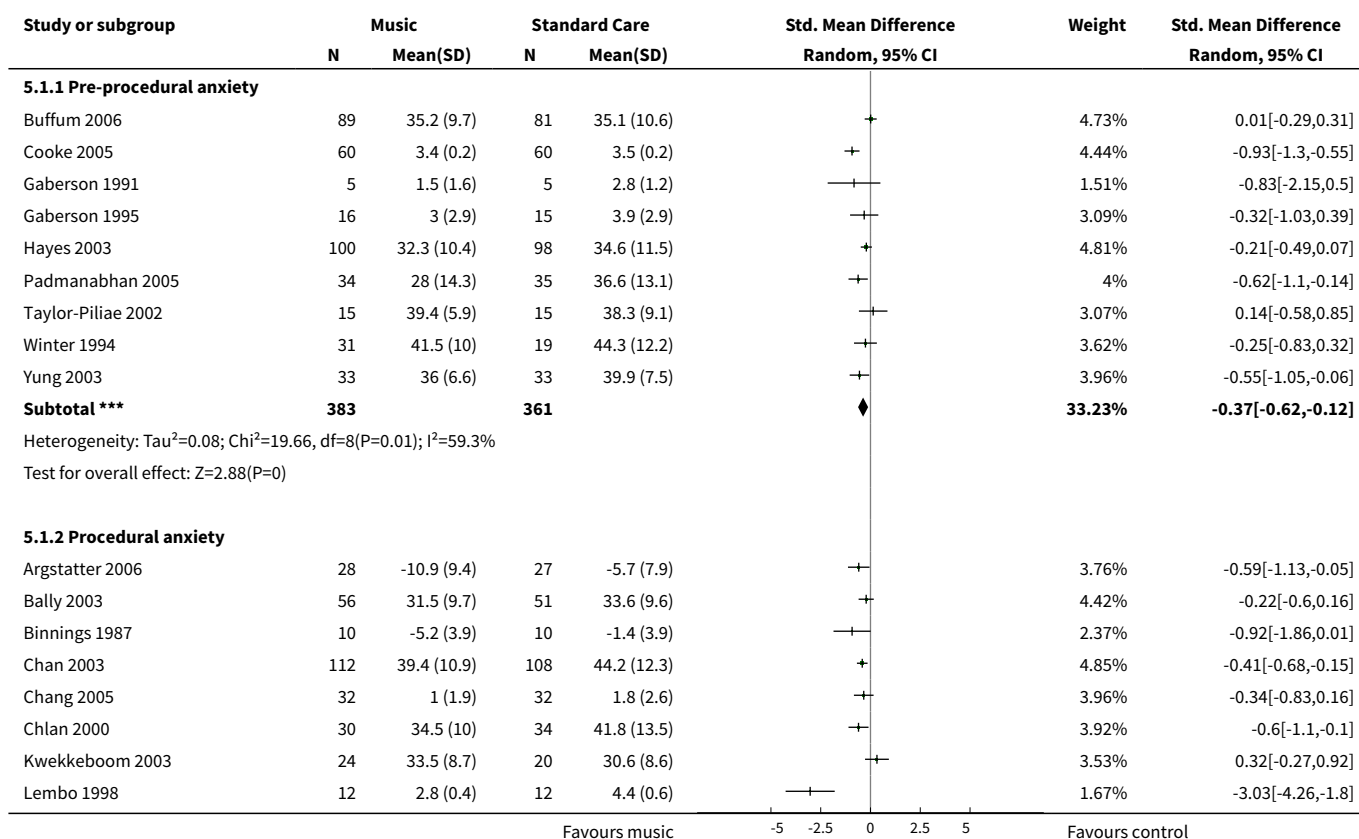 Study or subgroup Music Standard Care Std. Mean Difference Weight Std. Mean Difference
N Mean(SD) N Mean(SD) Random, 95% CI Random, 95% CI
5.1.1 Pre-procedural anxiety
Buffum 2006 89 35.2 (9.7) 81 35.1 (10.6) 4.73% 0.01[-0.29,0.31]
Cooke 2005 60 3.4 (0.2) 60 3.5 (0.2) 4.44% -0.93[-1.3,-0.55]
Gaberson 1991 5 1.5 (1.6) 5 2.8 (1.2) 1.51% -0.83[-2.15,0.5]
Gaberson 1995 16 3 (2.9) 15 3.9 (2.9) 3.09% -0.32[-1.03,0.39]
Hayes 2003 100 32.3 (10.4) 98 34.6 (11.5) 4.81% -0.21[-0.49,0.07]
Padmanabhan 2005 34 28 (14.3) 35 36.6 (13.1) 4% -0.62[-1.1,-0.14]
Taylor-Piliae 2002 15 39.4 (5.9) 15 38.3 (9.1) 3.07% 0.14[-0.58,0.85]
Winter 1994 31 41.5 (10) 19 44.3 (12.2) 3.62% -0.25[-0.83,0.32]
Yung 2003 33 36 (6.6) 33 39.9 (7.5) 3.96% -0.55[-1.05,-0.06]
Subtotal *** 383 361 33.23% -0.37[-0.62,-0.12]
Heterogeneity: Tau²=0.08; Chi²=19.66, df=8(P=0.01); I²=59.3%
Test for overall effect: Z=2.88(P=0)
5.1.2 Procedural anxiety
Argstatter 2006 28 -10.9 (9.4) 27 -5.7 (7.9) 3.76% -0.59[-1.13,-0.05]
Bally 2003 56 31.5 (9.7) 51 33.6 (9.6) 4.42% -0.22[-0.6,0.16]
Binnings 1987 10 -5.2 (3.9) 10 -1.4 (3.9) 2.37% -0.92[-1.86,0.01]
Chan 2003 112 39.4 (10.9) 108 44.2 (12.3) 4.85% -0.41[-0.68,-0.15]
Chang 2005 32 1 (1.9) 32 1.8 (2.6) 3.96% -0.34[-0.83,0.16]
Chlan 2000 30 34.5 (10) 34 41.8 (13.5) 3.92% -0.6[-1.1,-0.1]
Kwekkeboom 2003 24 33.5 (8.7) 20 30.6 (8.6) 3.53% 0.32[-0.27,0.92]
Lembo 1998 12 2.8 (0.4) 12 4.4 (0.6) 1.67% -3.03[-4.26,-1.8]
Favours music -5 -2.5 0 2.5 5 Favours control